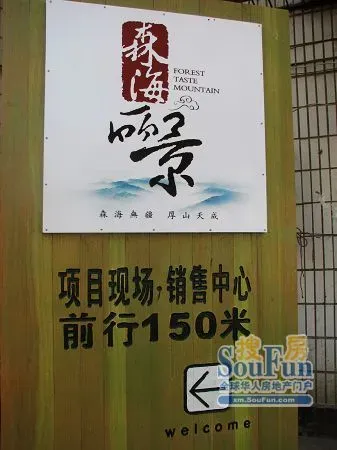 森海
丽景
FOREST
TASTE
MOUNTAIN
森海無疆 厚山天成
项目现场,销售中心
前行150米
搜房
SouFun
全球华人房地产门户
xm.SouFun.com
welcome